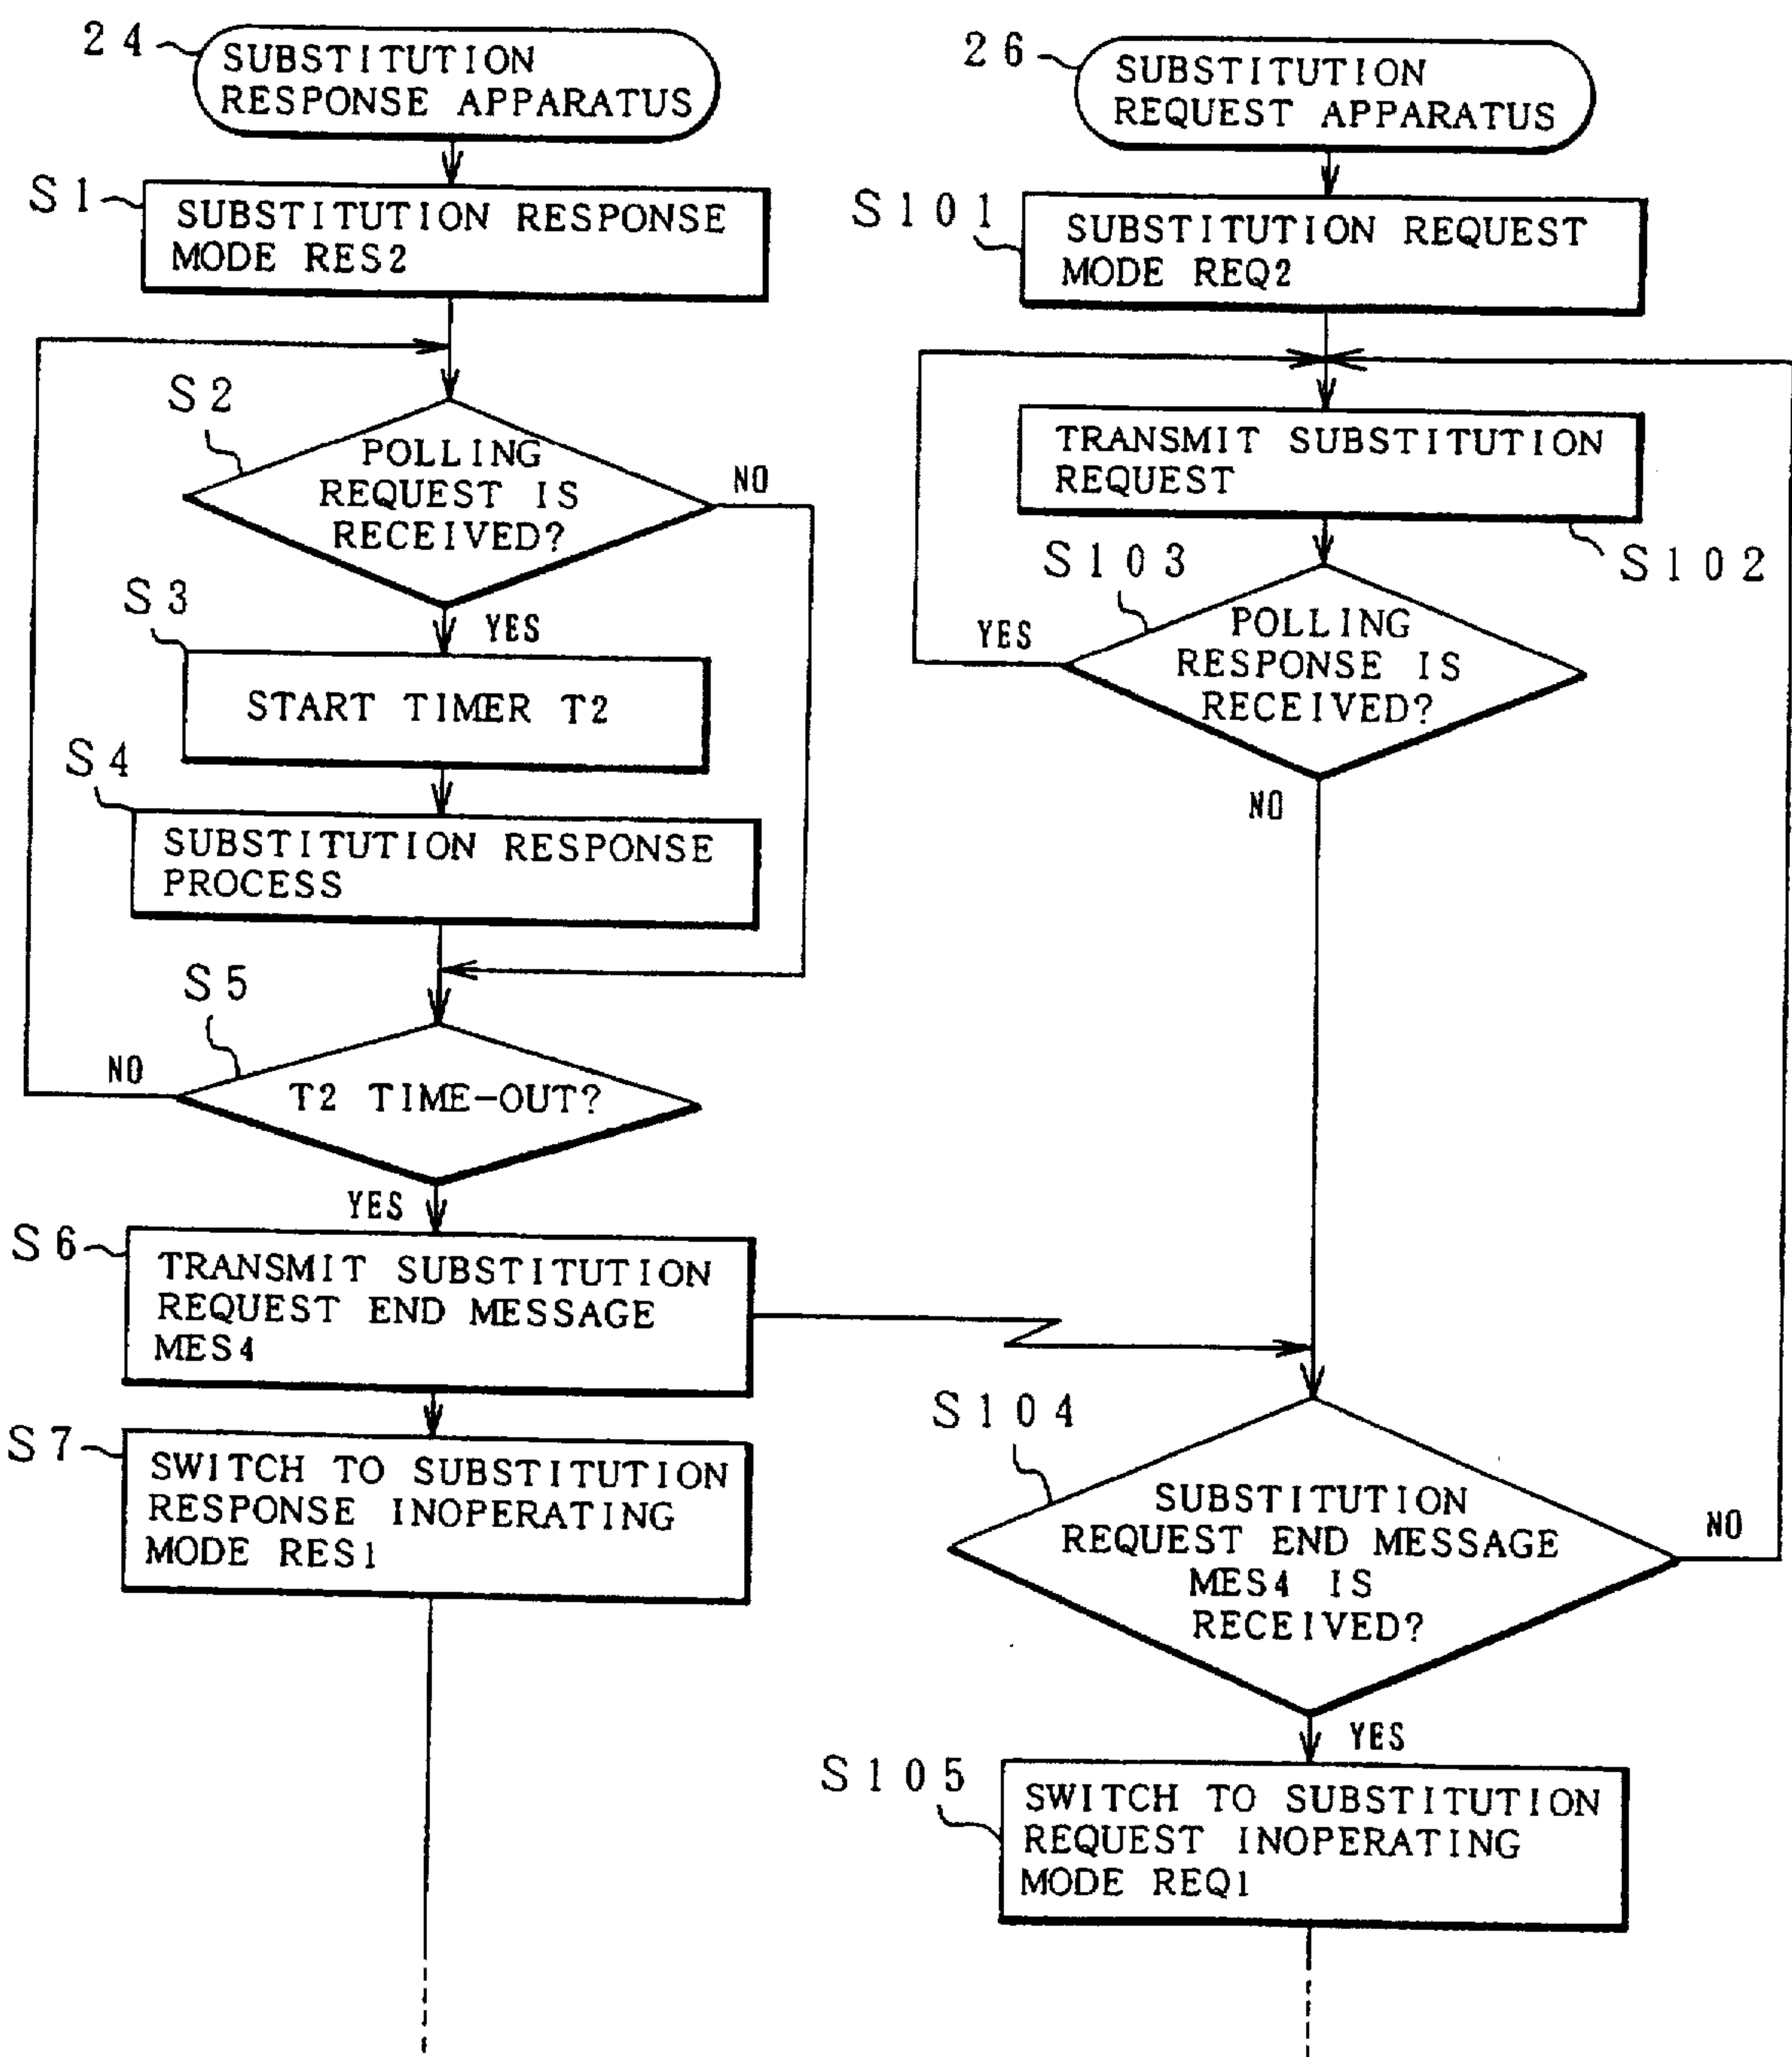 24
SUBSTITUTION
RESPONSE APPARATUS
S1
SUBSTITUTION RESPONSE
MODE RES2
S2
POLLING
REQUEST IS
RECEIVED?
NO
YES
S3
START TIMER T2
S4
SUBSTITUTION RESPONSE
PROCESS
S5
T2 TIME-OUT?
NO
YES
S6
TRANSMIT SUBSTITUTION
REQUEST END MESSAGE
MES4
S7
SWITCH TO SUBSTITUTION
RESPONSE INOPERATING
MODE RES1
26
SUBSTITUTION
REQUEST APPARATUS
S101
SUBSTITUTION REQUEST
MODE REQ2
TRANSMIT SUBSTITUTION
REQUEST
S102
S103
POLLING
RESPONSE IS
RECEIVED?
YES
NO
S104
SUBSTITUTION
REQUEST END MESSAGE
MES4 IS
RECEIVED?
NO
YES
S105
SWITCH TO SUBSTITUTION
REQUEST INOPERATING
MODE REQ1